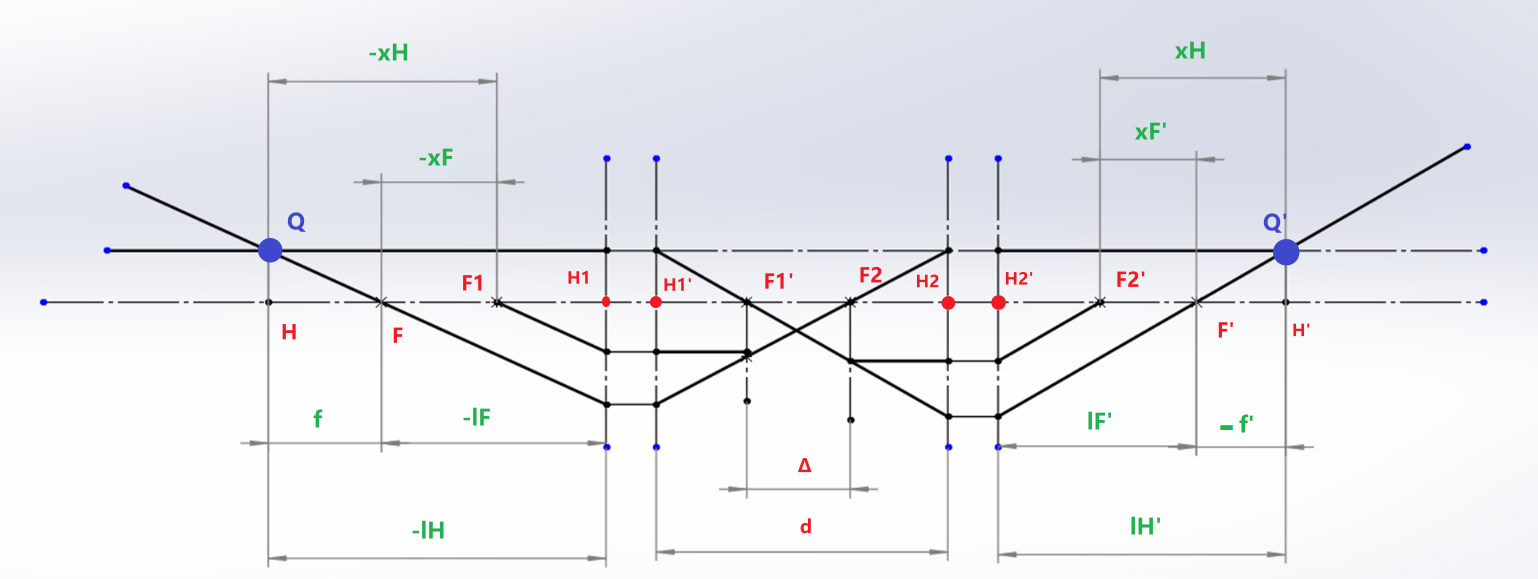 -xH
xH
-xF
xF'
Q
Q'
F1
H1
H1'
F1'
F2
H2
H2'
F2'
H
F
F'
H'
f
-lF
lF'
- f'
Δ
d
-lH
lH'